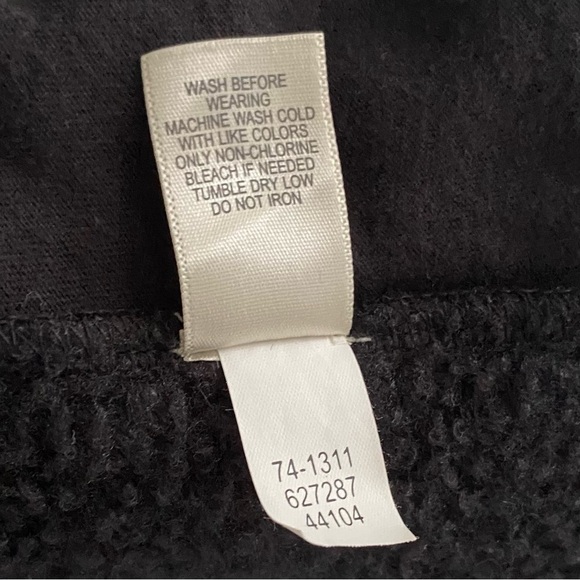 WASH BEFORE
WEARING
MACHINE WASH COLD
WITH LIKE COLORS
ONLY NON-CHLORINE
BLEACH IF NEEDED
TUMBLE DRY LOW
DO NOT IRON
74-1311
627287
44104